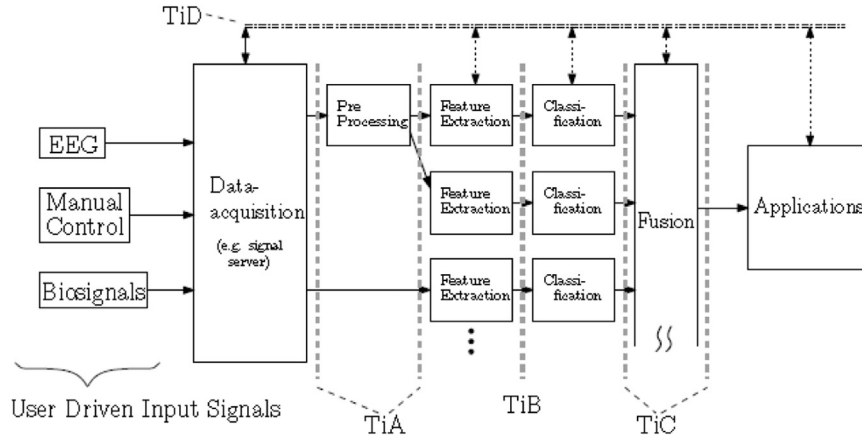 TiD
EEG
Manual
Control
Biosignals
Data-
acquisition
(e.g. signal
server)
Pre
Processing
Feature
Extraction
Classi-
fication
Feature
Extraction
Classi-
fication
Feature
Extraction
Classi-
fication
Fusion
Applications
User Driven Input Signals
TiA
TiB
TiC